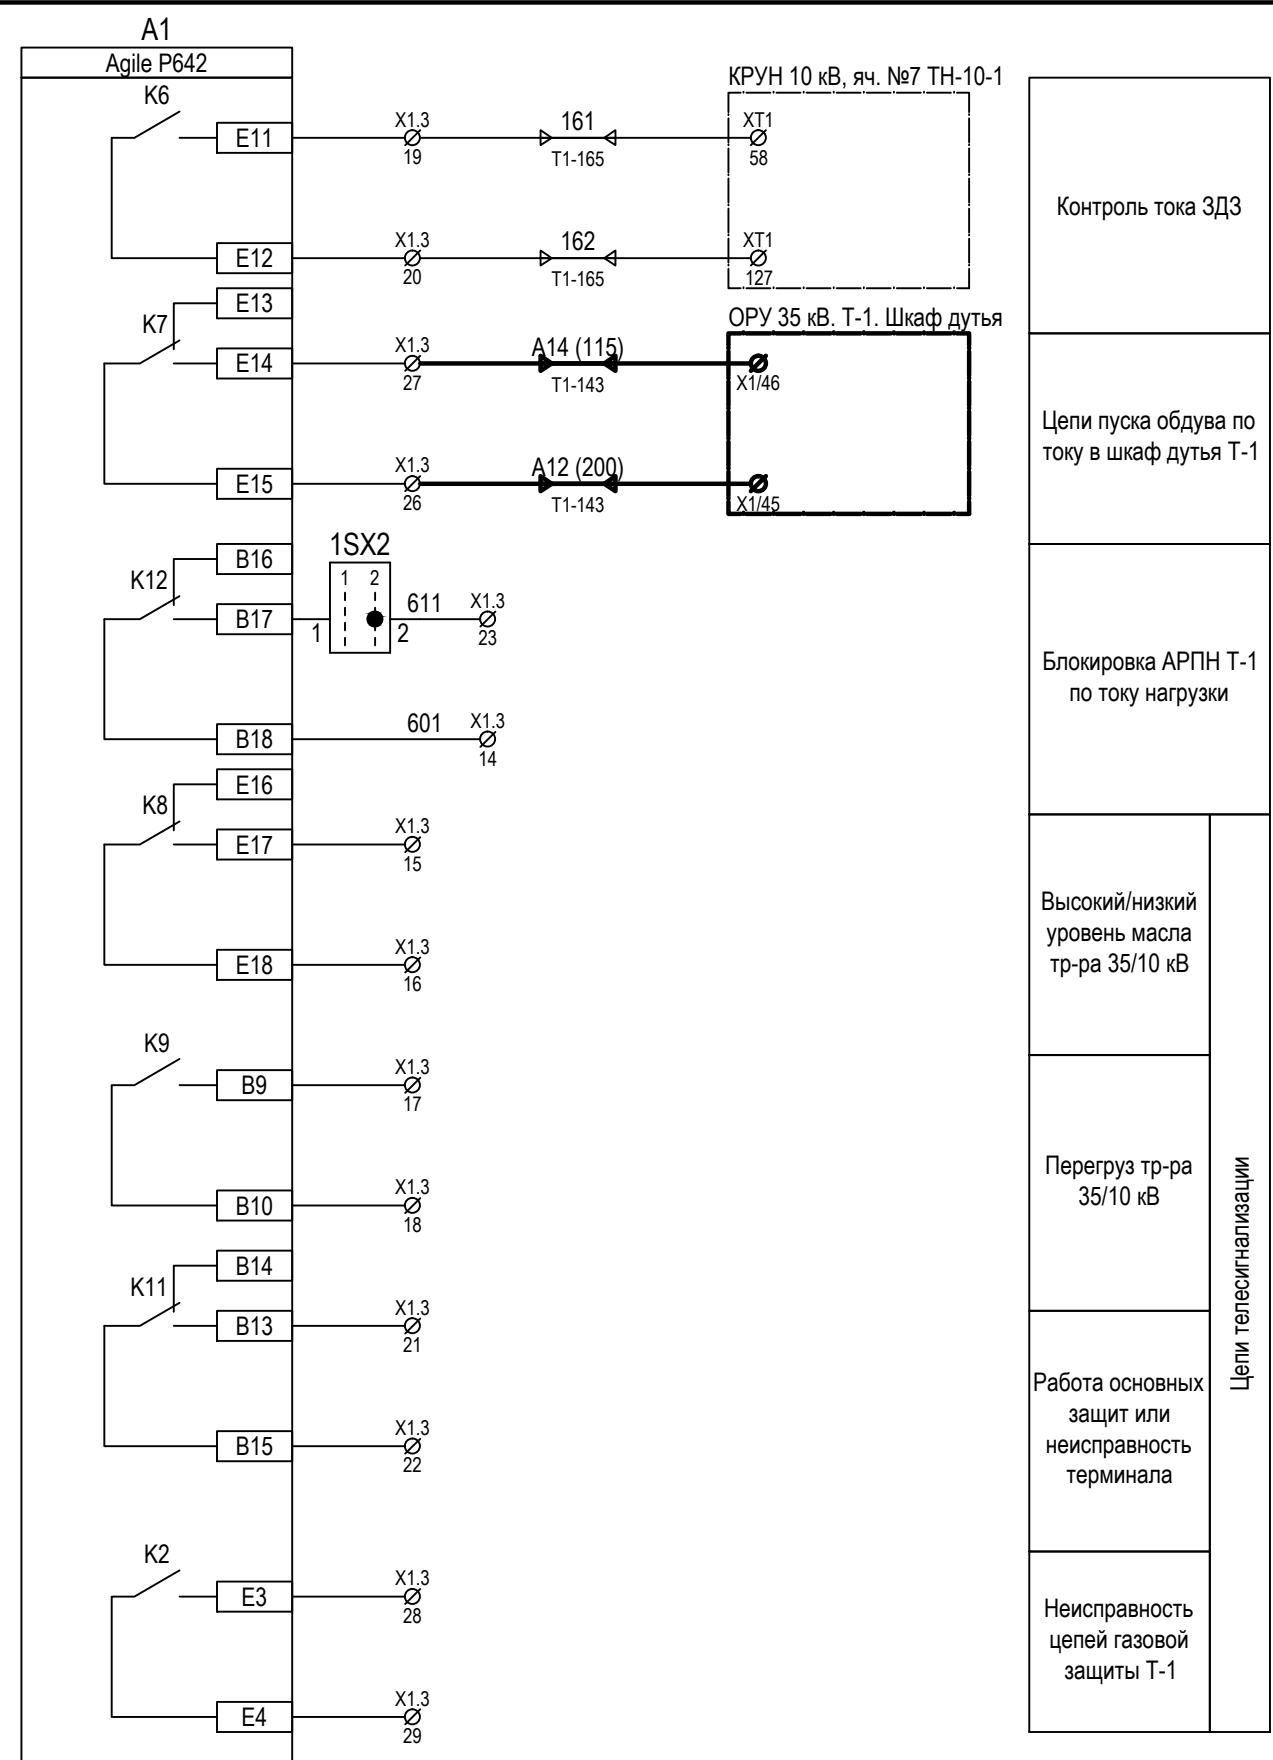 A1
Agile P642
K6
E11
X1.3
19
161
T1-165
КРУН 10 кВ, яч. №7 ТН-10-1
XT1
58
Контроль тока ЗДЗ
E12
X1.3
20
162
T1-165
XT1
127
E13
K7
E14
X1.3
27
A14 (115)
T1-143
ОРУ 35 кВ. Т-1. Шкаф дутья
X1/46
Цепи пуска обдува по
току в шкаф дутья Т-1
E15
X1.3
26
A12 (200)
T1-143
X1/45
B16
K12
B17
1SX2
1 2
1
2
611
X1.3
23
Блокировка АРПН Т-1
по току нагрузки
B18
601
X1.3
14
E16
K8
E17
X1.3
15
Высокий/низкий
уровень масла
тр-ра 35/10 кВ
E18
X1.3
16
K9
B9
X1.3
17
Перегруз тр-ра
35/10 кВ
B10
X1.3
18
Цепи телесигнализации
B14
K11
B13
X1.3
21
Работа основных
защит или
неисправность
терминала
B15
X1.3
22
K2
E3
X1.3
28
Неисправность
цепей газовой
защиты Т-1
E4
X1.3
29